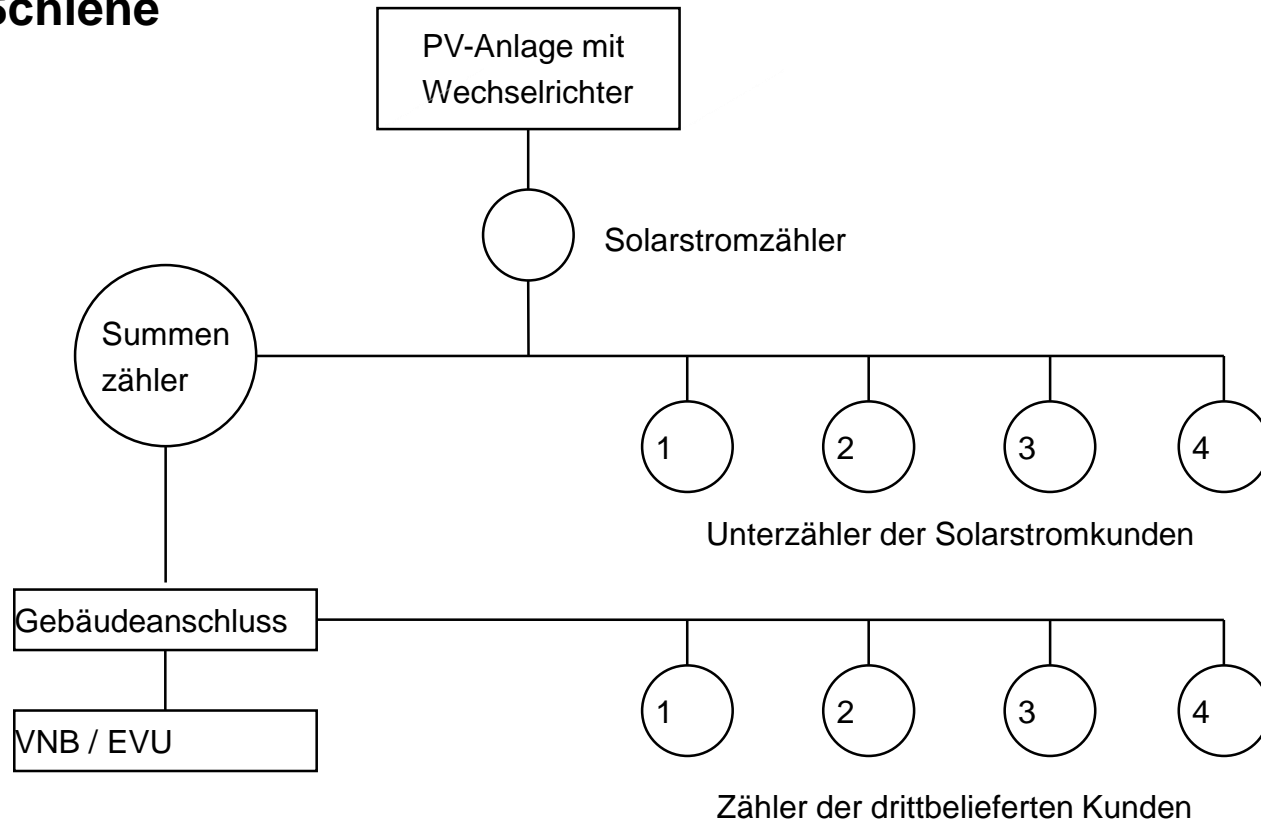 PV-Anlage mit
Wechselrichter
Solarstromzähler
Summen
zähler
1 2 3 4
Unterzähler der Solarstromkunden
Gebäudeanschluss
1 2 3 4
VNB / EVU
Zähler der drittbelieferten Kunden